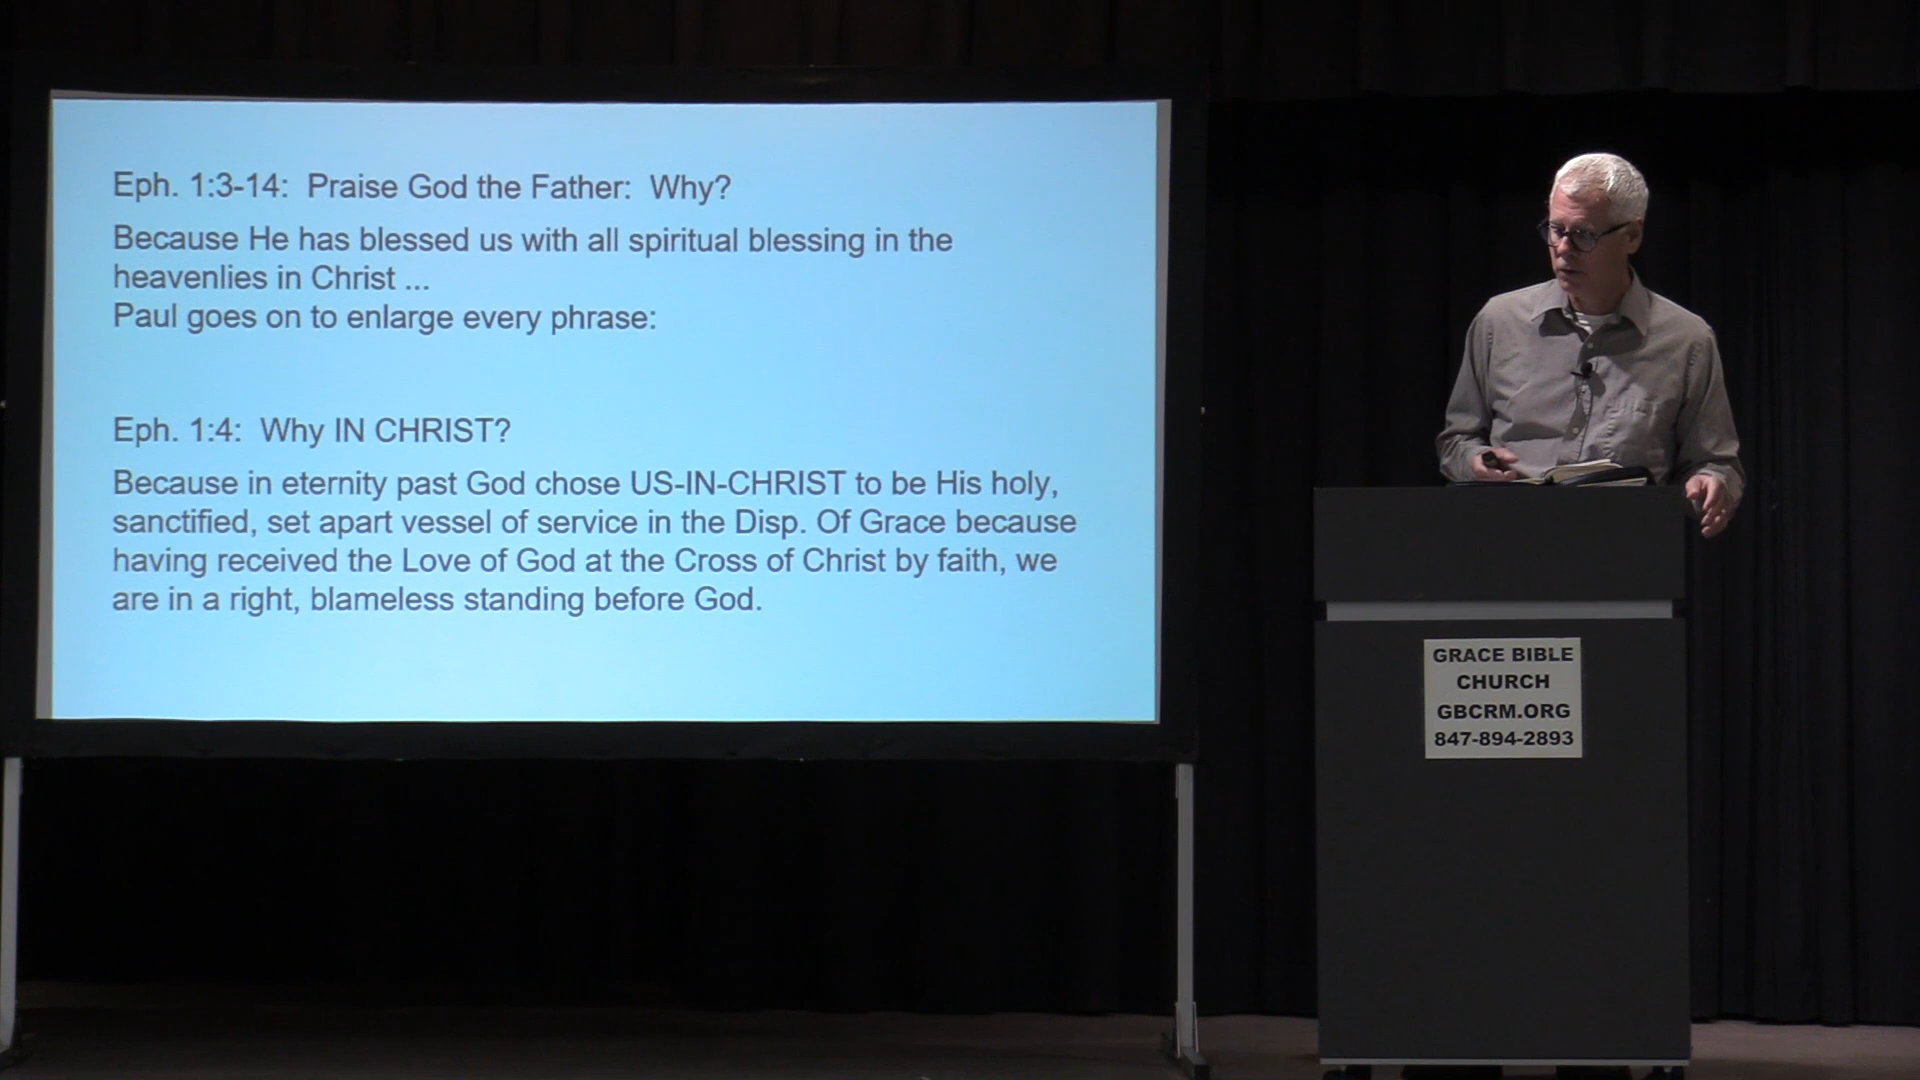 Eph. 1:3-14:  Praise God the Father:  Why?
Because He has blessed us with all spiritual blessing in the
heavenlies in Christ ...
Paul goes on to enlarge every phrase:
Eph. 1:4:  Why IN CHRIST?
Because in eternity past God chose US-IN-CHRIST to be His holy,
sanctified, set apart vessel of service in the Disp. Of Grace because
having received the Love of God at the Cross of Christ by faith, we
are in a right, blameless standing before God.
GRACE BIBLE
CHURCH
GBCRM.ORG
847-894-2893